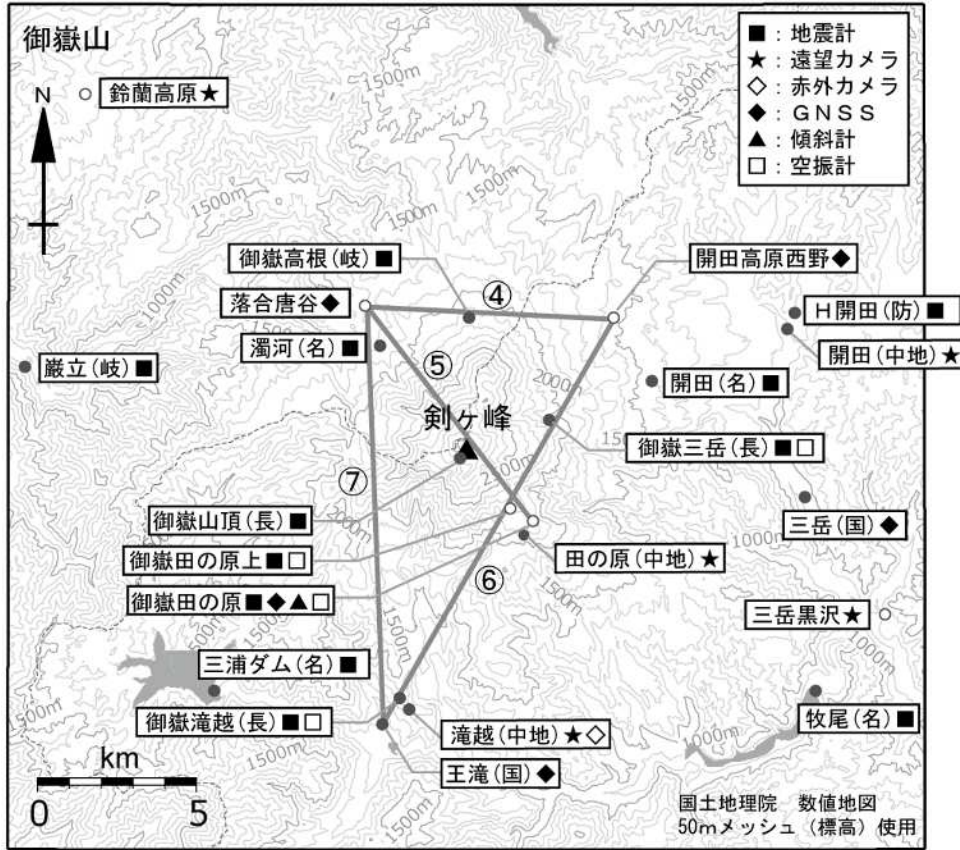 御嶽山
■：地震計
★：遠望カメラ
◇：赤外カメラ
◆：ＧＮＳＳ
▲：傾斜計
□：空振計
N
鈴蘭高原★
1500m
1500m
1500m
1500m
1000m
御嶽高根(岐)■
④
開田高原西野◆
落合唐谷◆
H開田(防)■
濁河(名)■
開田(中地)★
巌立(岐)■
⑤
2000
開田(名)■
剣ヶ峰
御嶽三岳(長)■□
⑦
2000
御嶽山頂(長)■
三岳(国)◆
1000m
御嶽田の原上■□
田の原(中地)★
⑥
御嶽田の原■◆▲□
1500m
三岳黒沢★
1500m
1500m
1500m
1000m
三浦ダム(名)■
1500m
御嶽滝越(長)■□
滝越(中地)★◇
牧尾(名)■
1000m
王滝(国)◆
km
0 5
国土地理院 数値地図
50mメッシュ（標高）使用